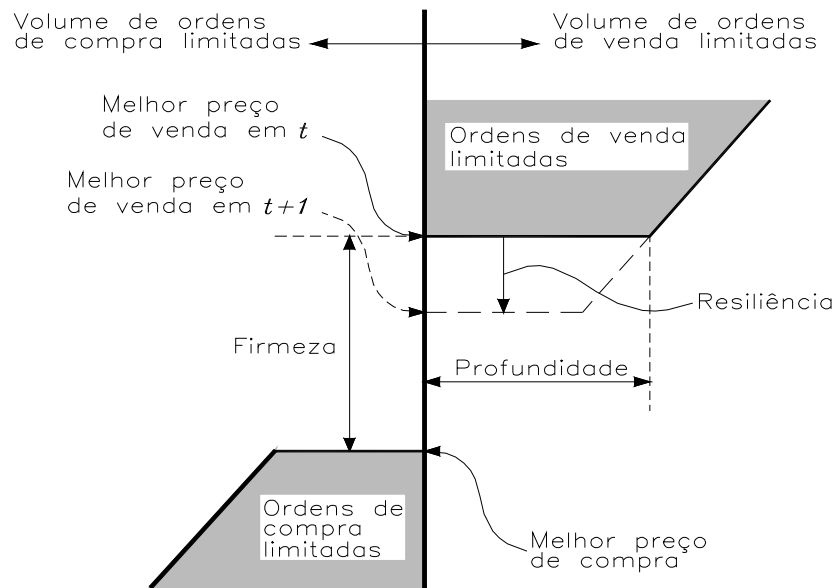 Volume de ordens
de compra limitadas
Volume de ordens
de venda limitadas
Melhor preço
de venda em t
Ordens de venda
limitadas
Melhor preço
de venda em t+1
Resiliência
Firmeza
Profundidade
Ordens de
compra
limitadas
Melhor preço
de compra